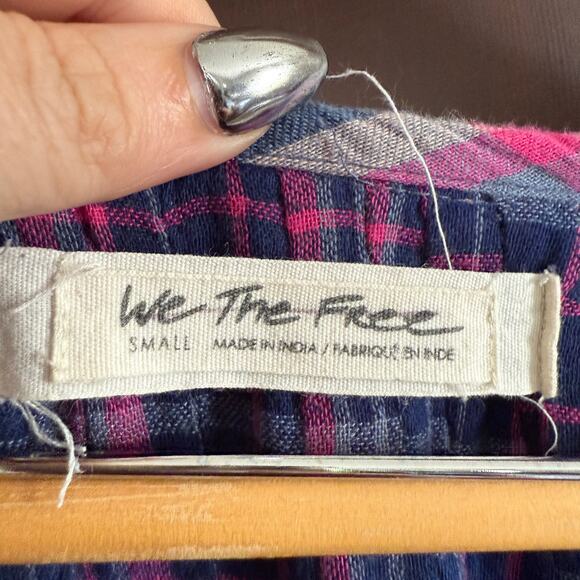 We The Free
SMALL MADE IN INDIA / FABRIQUÉ EN INDE